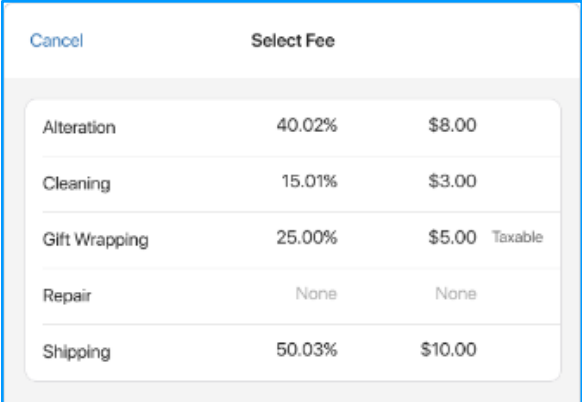 Cancel Select Fee
Alteration 40.02% $8.00
Cleaning 15.01% $3.00
Gift Wrapping 25.00% $5.00 Taxable
Repair None None
Shipping 50.03% $10.00